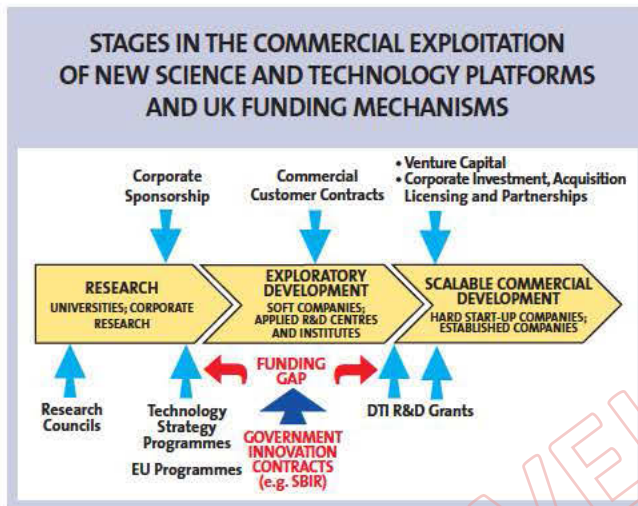 STAGES IN THE COMMERCIAL EXPLOITATION
OF NEW SCIENCE AND TECHNOLOGY PLATFORMS
AND UK FUNDING MECHANISMS
Corporate
Sponsorship
Commercial
Customer Contracts
• Venture Capital
• Corporate Investment, Acquisition
Licensing and Partnerships
RESEARCH
UNIVERSITIES; CORPORATE
RESEARCH
EXPLORATORY
DEVELOPMENT
SOFT COMPANIES;
APPLIED R&D CENTRES
AND INSTITUTES
SCALABLE COMMERCIAL
DEVELOPMENT
HARD START-UP COMPANIES;
ESTABLISHED COMPANIES
FUNDING
GAP
Research
Councils
Technology
Strategy
Programmes
EU Programmes
GOVERNMENT
INNOVATION
CONTRACTS
(e.g. SBIR)
DTI R&D Grants